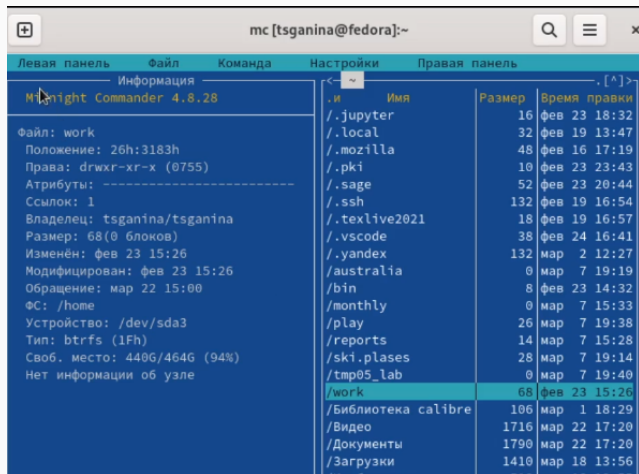 mc [tsganina@fedora]:~
Левая панель Файл Команда Настройки Правая панель
Информация
Midnight Commander 4.8.28
Файл: work
Положение: 26h:3183h
Права: drwxr-xr-x (0755)
Атрибуты: -------------------------
Ссылок: 1
Владелец: tsganina/tsganina
Размер: 68(0 блоков)
Изменён: фев 23 15:26
Модифицирован: фев 23 15:26
Обращение: мар 22 15:00
ФС: /home
Устройство: /dev/sda3
Тип: btrfs (1Fh)
Своб. место: 440G/464G (94%)
Нет информации об узле
<- ~ .[^]>
.и Имя Размер Время правки
/.jupyter 16 фев 23 18:32
/.local 32 фев 19 13:47
/.mozilla 48 фев 16 17:19
/.pki 10 фев 23 23:43
/.sage 52 фев 23 20:44
/.ssh 132 фев 19 16:54
/.texlive2021 18 фев 19 16:57
/.vscode 38 фев 24 16:41
/.yandex 132 мар 2 12:27
/australia 0 мар 7 19:19
/bin 8 фев 23 14:32
/monthly 0 мар 7 15:33
/play 26 мар 7 19:38
/reports 14 мар 7 15:28
/ski.plases 28 мар 7 19:14
/tmp05_lab 0 мар 7 19:40
/work 68 фев 23 15:26
/Библиотека calibre 106 мар 1 18:29
/Видео 1716 мар 22 17:20
/Документы 1790 мар 22 17:20
/Загрузки 1410 мар 18 13:56